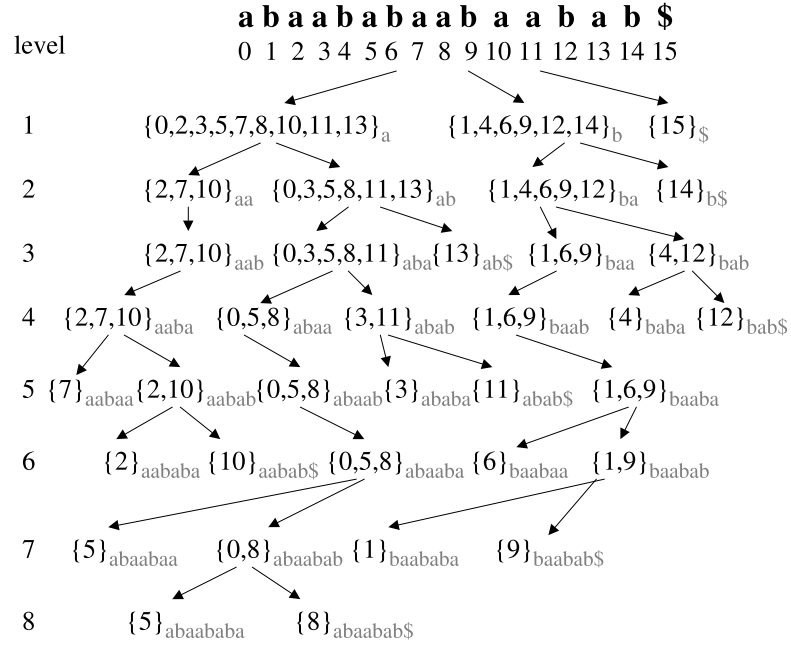 a b a a b a b a a b a a b a b $
level 0 1 2 3 4 5 6 7 8 9 10 11 12 13 14 15
1 {0,2,3,5,7,8,10,11,13}a {1,4,6,9,12,14}b {15}$
2 {2,7,10}aa {0,3,5,8,11,13}ab {1,4,6,9,12}ba {14}b$
3 {2,7,10}aab {0,3,5,8,11}aba {13}ab$ {1,6,9}baa {4,12}bab
4 {2,7,10}aaba {0,5,8}abaa {3,11}abab {1,6,9}baab {4}baba {12}bab$
5 {7}aabaa {2,10}aabab {0,5,8}abaab {3}ababa {11}abab$ {1,6,9}baaba
6 {2}aababa {10}aabab$ {0,5,8}abaaba {6}baabaa {1,9}baabab
7 {5}abaabaa {0,8}abaabab {1}baababa {9}baabab$
8 {5}abaababa {8}abaabab$